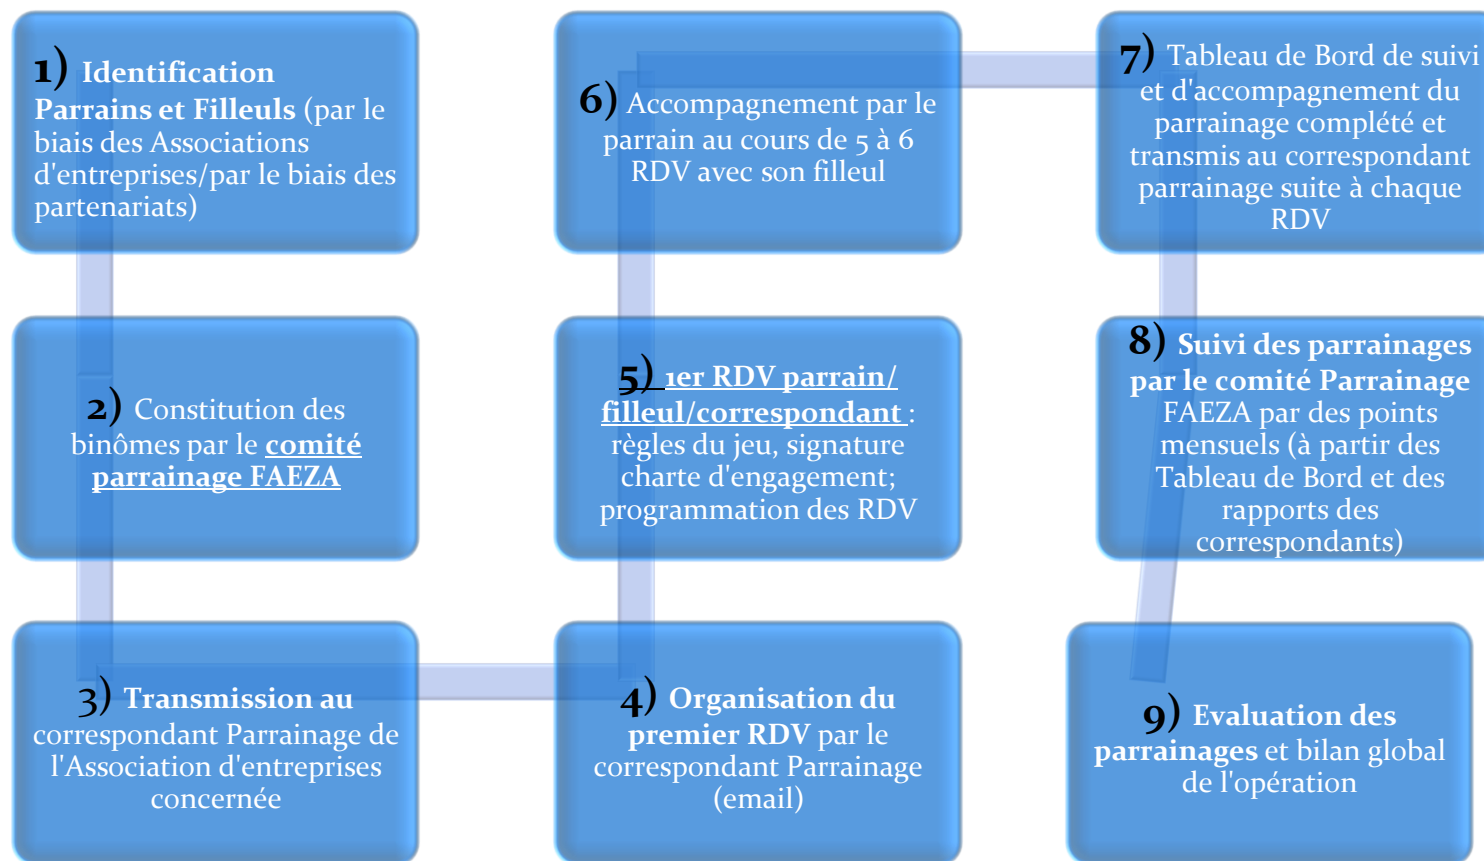 1) Identification
Parrains et Filleuls (par le
biais des Associations
d'entreprises/par le biais des
partenariats)
2) Constitution des
binômes par le comité
parrainage FAEZA
3) Transmission au
correspondant Parrainage de
l'Association d'entreprises
concernée
4) Organisation du
premier RDV par le
correspondant Parrainage
(email)
5) 1er RDV parrain/
filleul/correspondant :
règles du jeu, signature
charte d'engagement;
programmation des RDV
6) Accompagnement par le
parrain au cours de 5 à 6
RDV avec son filleul
7) Tableau de Bord de suivi
et d'accompagnement du
parrainage complété et
transmis au correspondant
parrainage suite à chaque
RDV
8) Suivi des parrainages
par le comité Parrainage
FAEZA par des points
mensuels (à partir des
Tableau de Bord et des
rapports des
correspondants)
9) Evaluation des
parrainages et bilan global
de l'opération